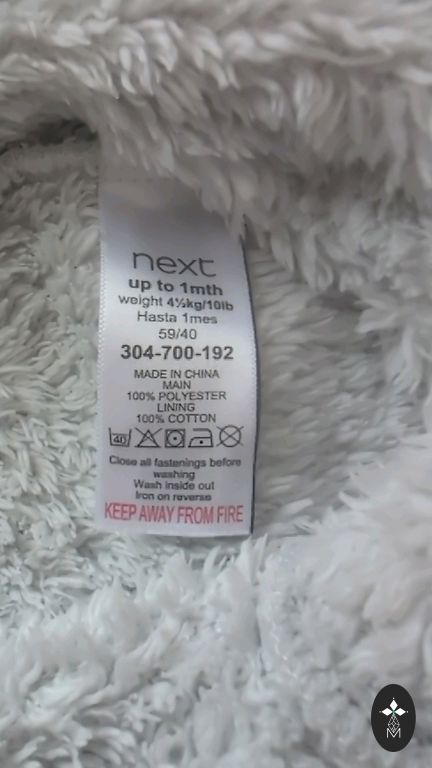 next
up to 1mth
weight 4½kg/10lb
Hasta 1mes
59/40
304-700-192
MADE IN CHINA
MAIN
100% POLYESTER
LINING
100% COTTON
40
Close all fastenings before
washing
Wash inside out
Iron on reverse
KEEP AWAY FROM FIRE
M